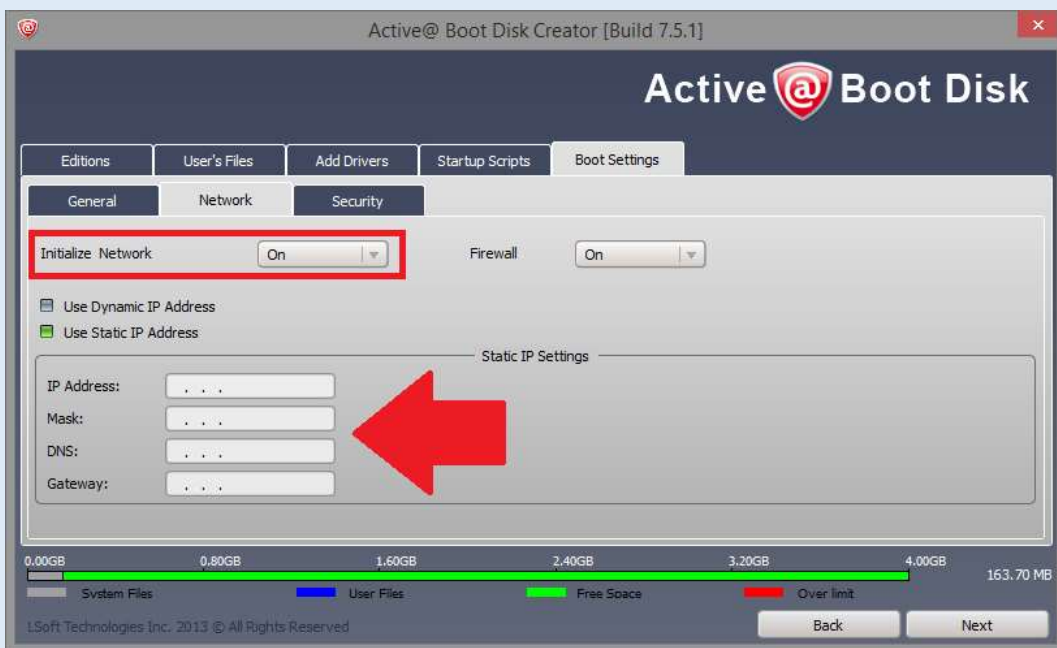 Active@ Boot Disk Creator [Build 7.5.1]
Active@ Boot Disk
Editions User's Files Add Drivers Startup Scripts Boot Settings
General Network Security
Initialize Network On Firewall On
Use Dynamic IP Address
Use Static IP Address
Static IP Settings
IP Address: . . .
Mask: . . .
DNS: . . .
Gateway: . . .
0.00GB 0.80GB 1.60GB 2.40GB 3.20GB 4.00GB
163.70 MB
System Files User Files Free Space Over limit
LSoft Technologies Inc. 2013 © All Rights Reserved
Back Next